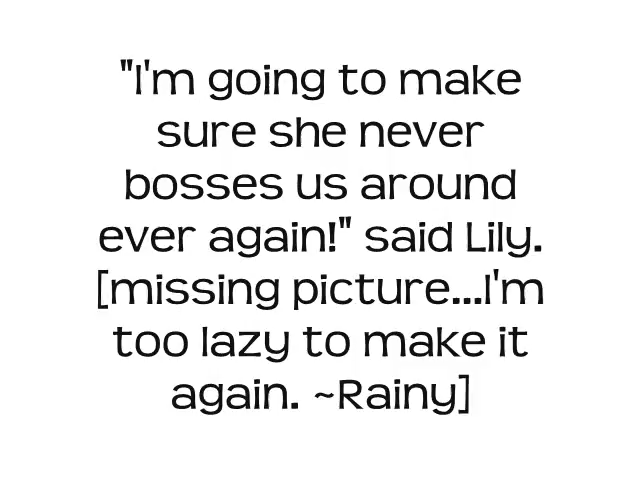 "I'm going to make
sure she never
bosses us around
ever again!" said Lily.
[missing picture...I'm
too lazy to make it
again. ~Rainy]